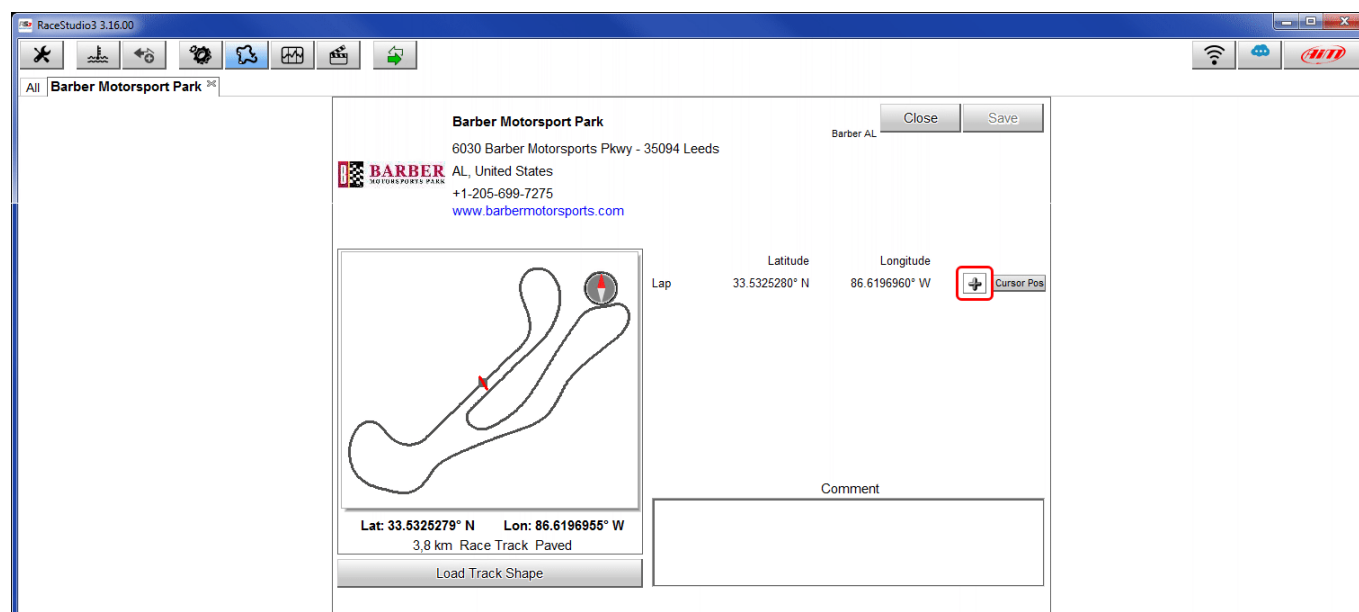 RaceStudio3 3.16.00
AiM
All Barber Motorsport Park
Barber Motorsport Park
Close Save
Barber AL
6030 Barber Motorsports Pkwy - 35094 Leeds
BARBER
MOTORSPORTS PARK
AL, United States
+1-205-699-7275
www.barbermotorsports.com
Latitude Longitude
Lap 33.5325280° N 86.6196960° W Cursor Pos
Comment
Lat: 33.5325279° N Lon: 86.6196955° W
3,8 km Race Track Paved
Load Track Shape